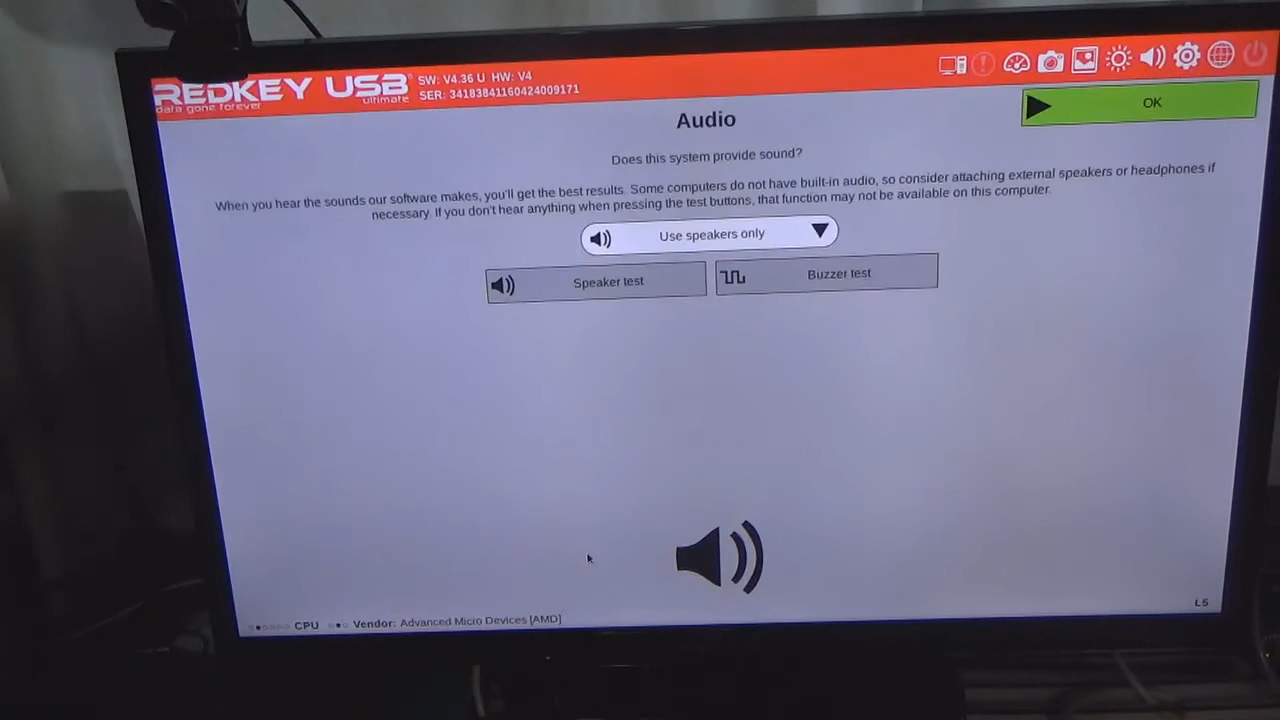 REDKEY USB
ultimate
data gone forever
SW: V4.36 U HW: V4
SER: 34183841160424009171
OK
Audio
Does this system provide sound?
When you hear the sounds our software makes, you'll get the best results. Some computers do not have built-in audio, so consider attaching external speakers or headphones if
necessary. If you don't hear anything when pressing the test buttons, that function may not be available on this computer.
Use speakers only
Speaker test
Buzzer test
CPU Vendor: Advanced Micro Devices [AMD]
L5